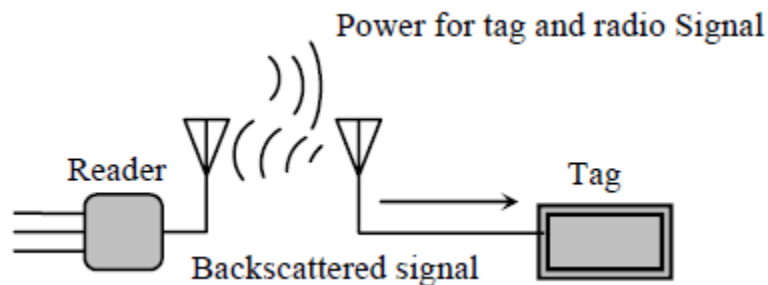 Power for tag and radio Signal
Reader
Tag
Backscattered signal